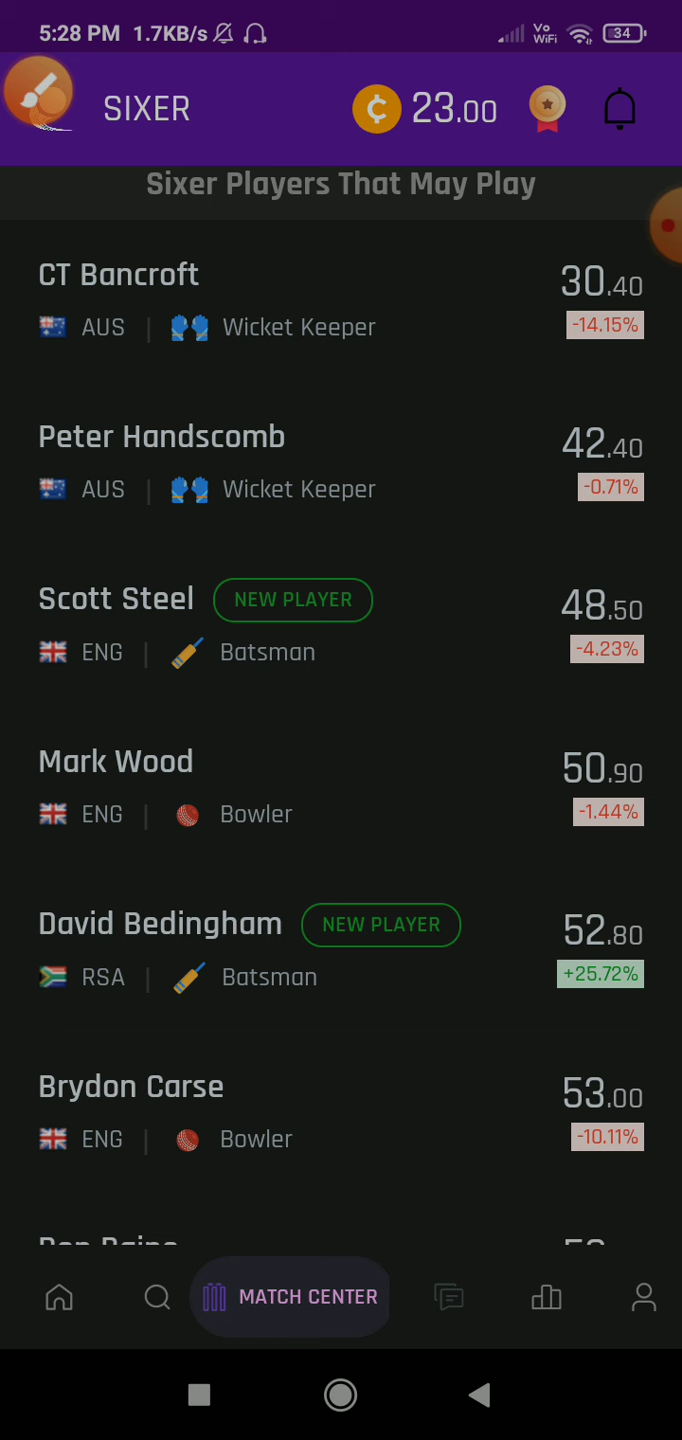 5:28 PM 1.7KB/s Vo WiFi 34
SIXER ¢ 23.00
Sixer Players That May Play
CT Bancroft 30.40
AUS | Wicket Keeper -14.15%
Peter Handscomb 42.40
AUS | Wicket Keeper -0.71%
Scott Steel NEW PLAYER 48.50
ENG | Batsman -4.23%
Mark Wood 50.90
ENG | Bowler -1.44%
David Bedingham NEW PLAYER 52.80
RSA | Batsman +25.72%
Brydon Carse 53.00
ENG | Bowler -10.11%
MATCH CENTER